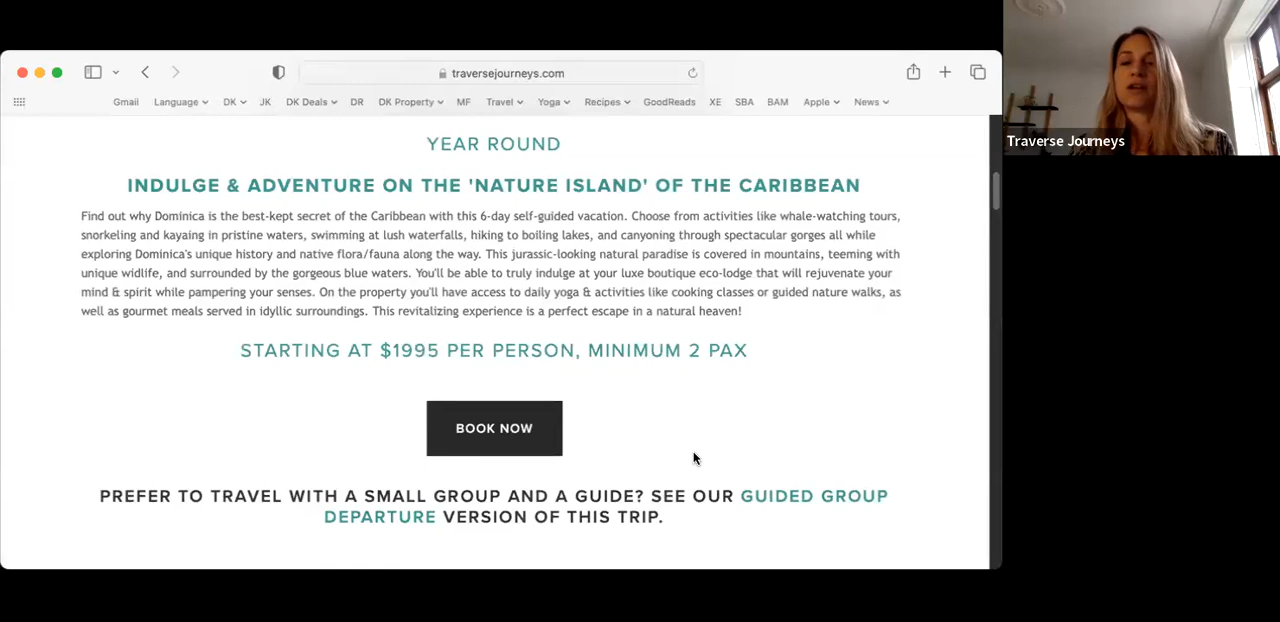 traversejourneys.com
Gmail Language DK JK DK Deals DR DK Property MF Travel Yoga Recipes GoodReads XE SBA BAM Apple News
Traverse Journeys
YEAR ROUND
INDULGE & ADVENTURE ON THE 'NATURE ISLAND' OF THE CARIBBEAN
Find out why Dominica is the best-kept secret of the Caribbean with this 6-day self-guided vacation. Choose from activities like whale-watching tours,
snorkeling and kayaing in pristine waters, swimming at lush waterfalls, hiking to boiling lakes, and canyoning through spectacular gorges all while
exploring Dominica's unique history and native flora/fauna along the way. This jurassic-looking natural paradise is covered in mountains, teeming with
unique widlife, and surrounded by the gorgeous blue waters. You'll be able to truly indulge at your luxe boutique eco-lodge that will rejuvenate your
mind & spirit while pampering your senses. On the property you'll have access to daily yoga & activities like cooking classes or guided nature walks, as
well as gourmet meals served in idyllic surroundings. This revitalizing experience is a perfect escape in a natural heaven!
STARTING AT $1995 PER PERSON, MINIMUM 2 PAX
BOOK NOW
PREFER TO TRAVEL WITH A SMALL GROUP AND A GUIDE? SEE OUR GUIDED GROUP
DEPARTURE VERSION OF THIS TRIP.